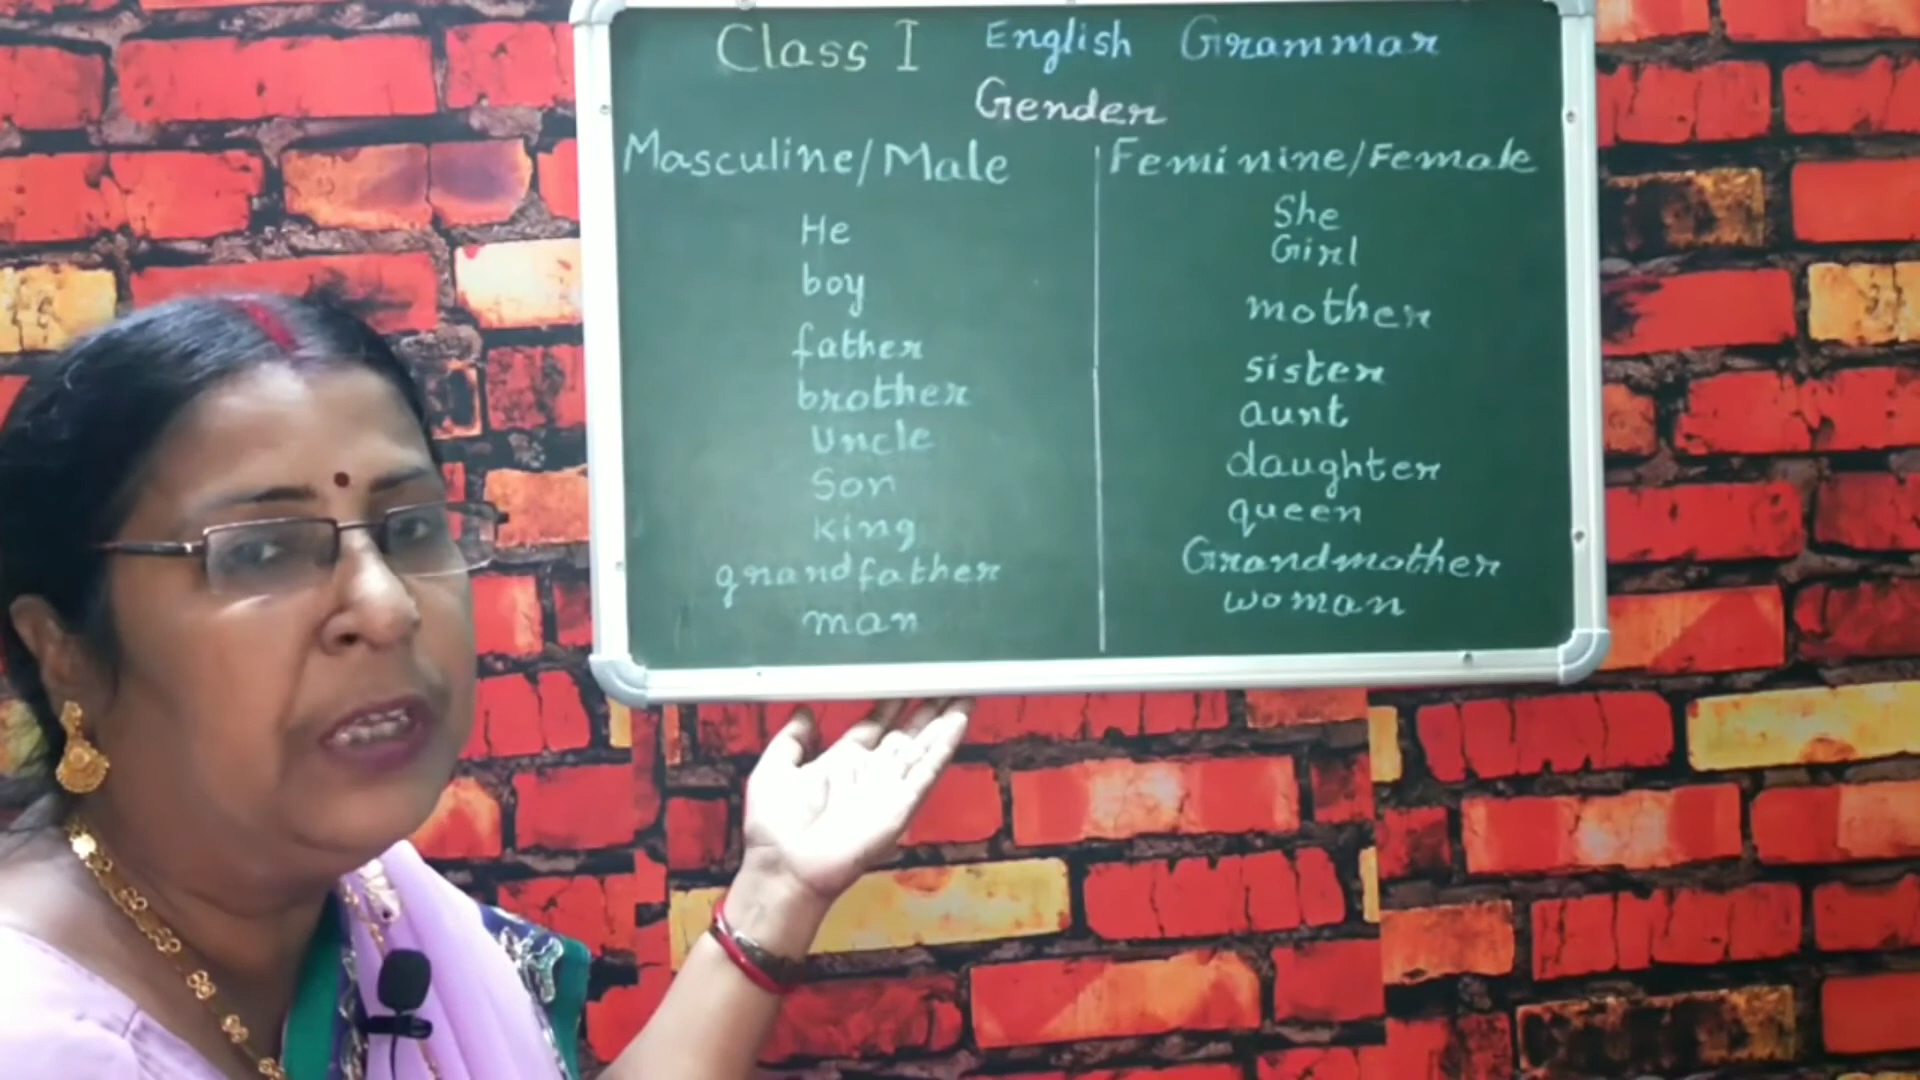 Class I English Grammar
Gender
Masculine/Male Feminine/Female
He She
boy Girl
father mother
brother sister
Uncle aunt
Son daughter
King queen
grandfather Grandmother
man woman